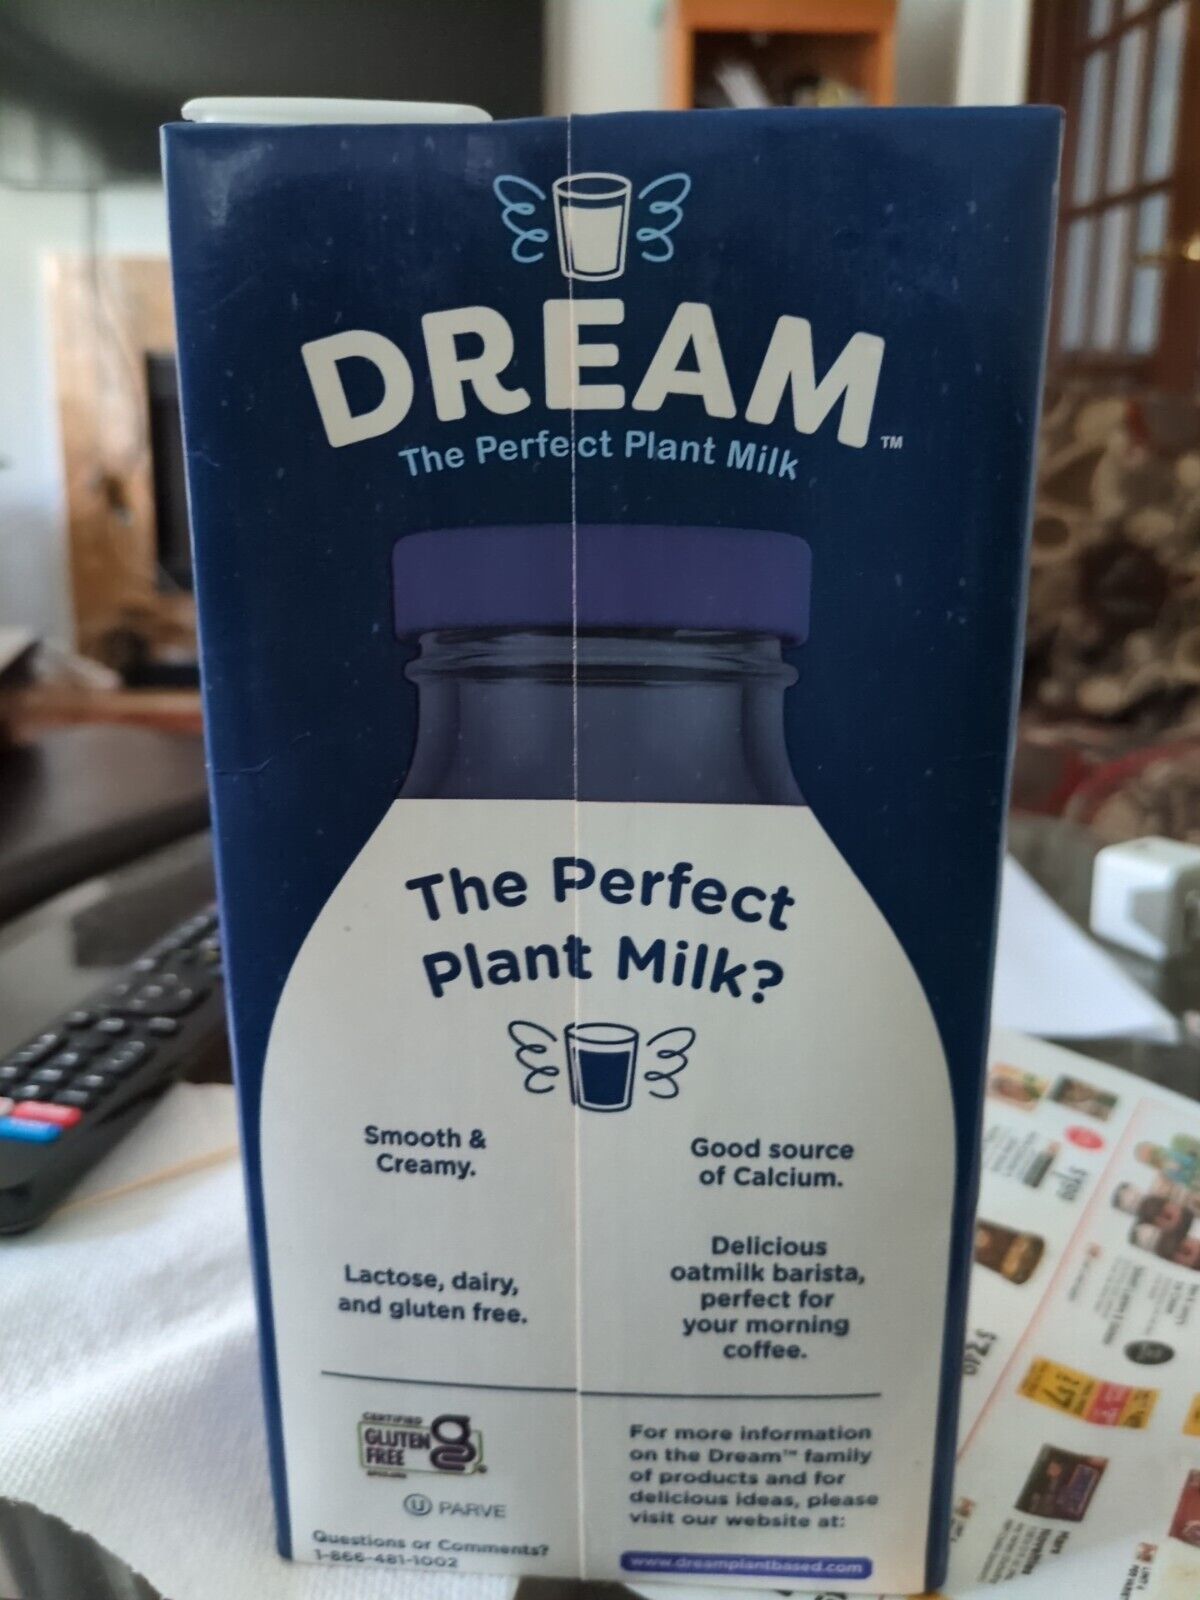 DREAM™
The Perfect Plant Milk
The Perfect
Plant Milk?
Smooth &
Creamy.
Good source
of Calcium.
Lactose, dairy,
and gluten free.
Delicious
oatmilk barista,
perfect for
your morning
coffee.
CERTIFIED
GLUTEN
FREE
U PARVE
Questions or Comments?
1-866-481-1002
For more information
on the Dream™ family
of products and for
delicious ideas, please
visit our website at:
www.dreamplantbased.com